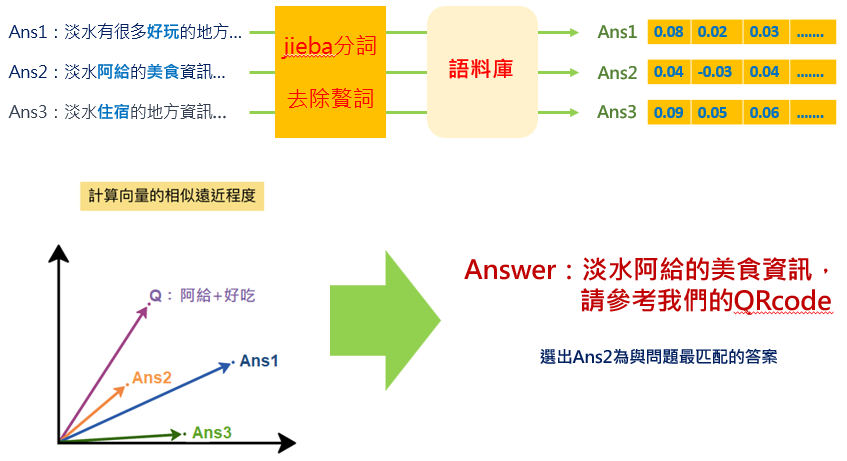 Ans1：淡水有很多好玩的地方...
Ans2：淡水阿給的美食資訊...
Ans3：淡水住宿的地方資訊...
jieba分詞
去除贅詞
語料庫
Ans1 0.08 0.02 0.03 .......
Ans2 0.04 -0.03 0.04 .......
Ans3 0.09 0.05 0.06 .......
計算向量的相似遠近程度
Q：阿給+好吃
Ans1
Ans2
Ans3
Answer：淡水阿給的美食資訊，
請參考我們的QRcode
選出Ans2為與問題最匹配的答案